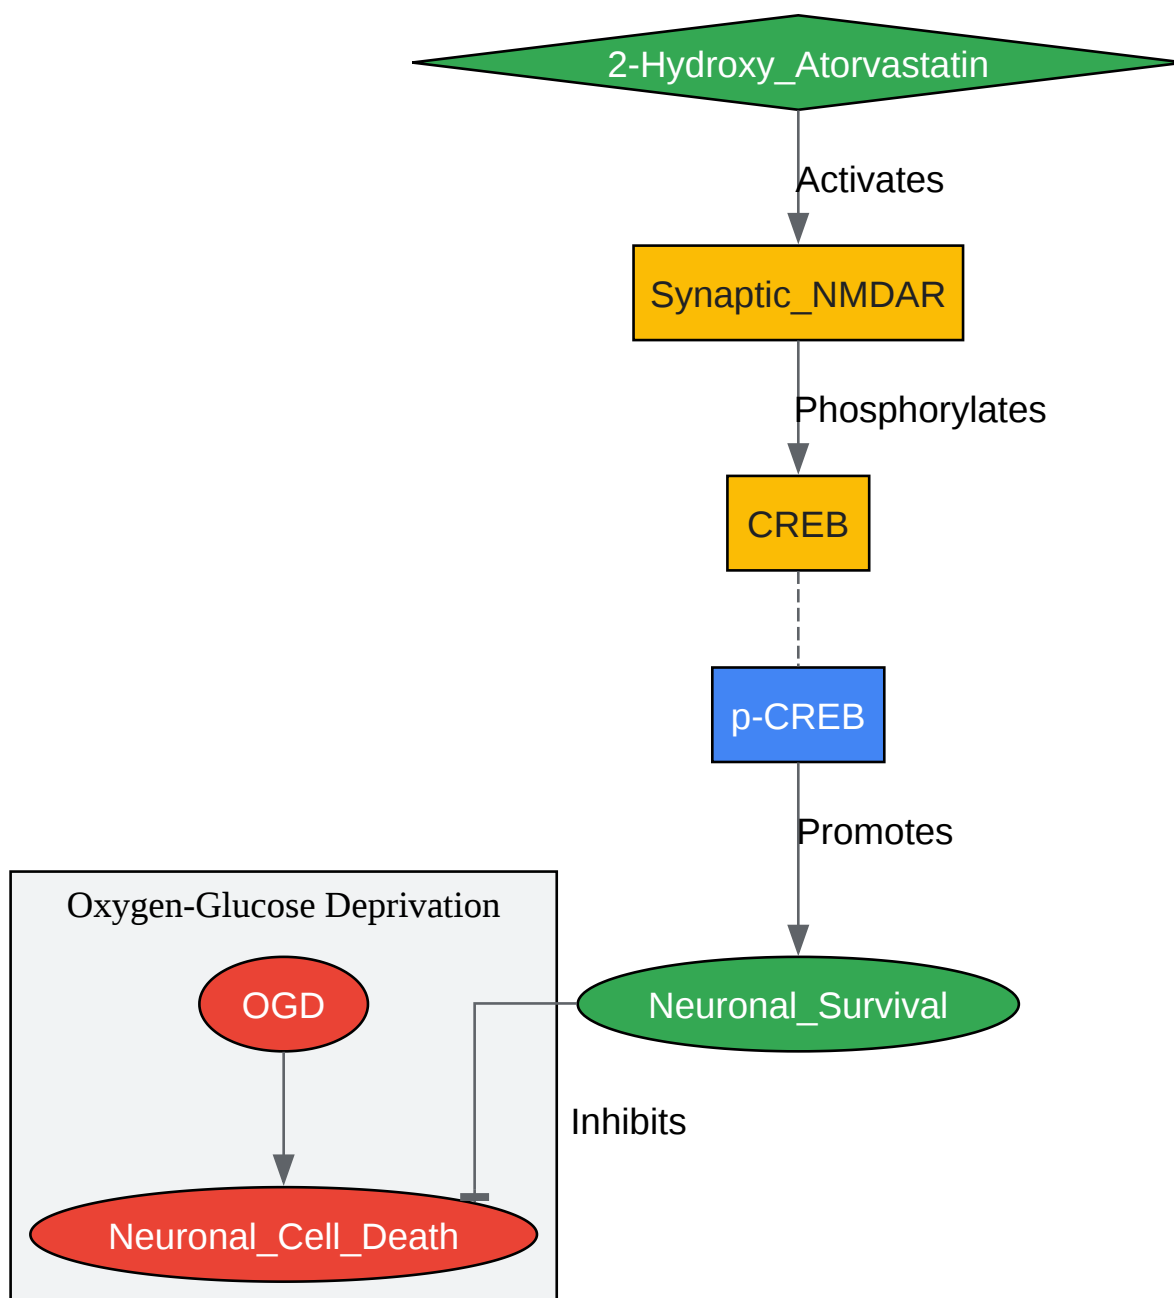 2-Hydroxy_Atorvastatin
Activates
Synaptic_NMDAR
Phosphorylates
CREB
p-CREB
Promotes
Oxygen-Glucose Deprivation
OGD
Neuronal_Survival
Inhibits
Neuronal_Cell_Death